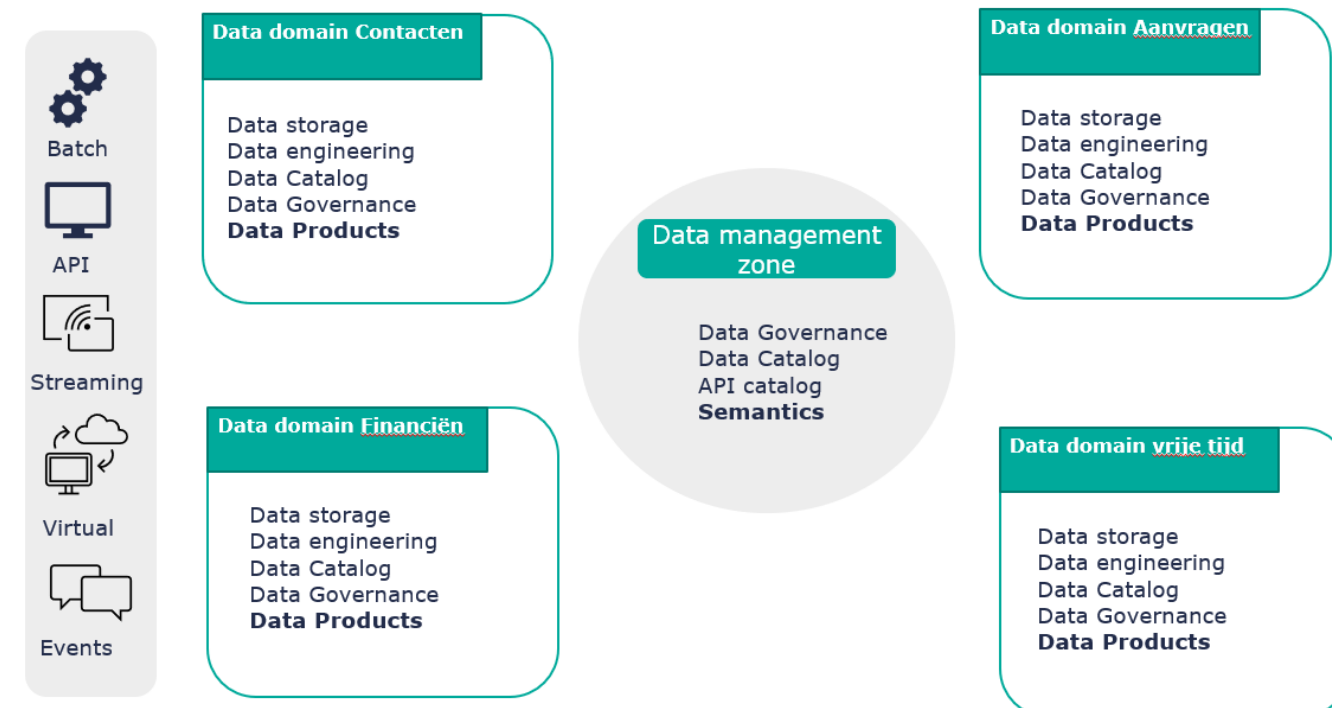 Batch
API
Streaming
Virtual
Events
Data domain Contacten
Data storage
Data engineering
Data Catalog
Data Governance
Data Products
Data domain Financiën
Data storage
Data engineering
Data Catalog
Data Governance
Data Products
Data management
zone
Data Governance
Data Catalog
API catalog
Semantics
Data domain Aanvragen
Data storage
Data engineering
Data Catalog
Data Governance
Data Products
Data domain vrije tijd
Data storage
Data engineering
Data Catalog
Data Governance
Data Products